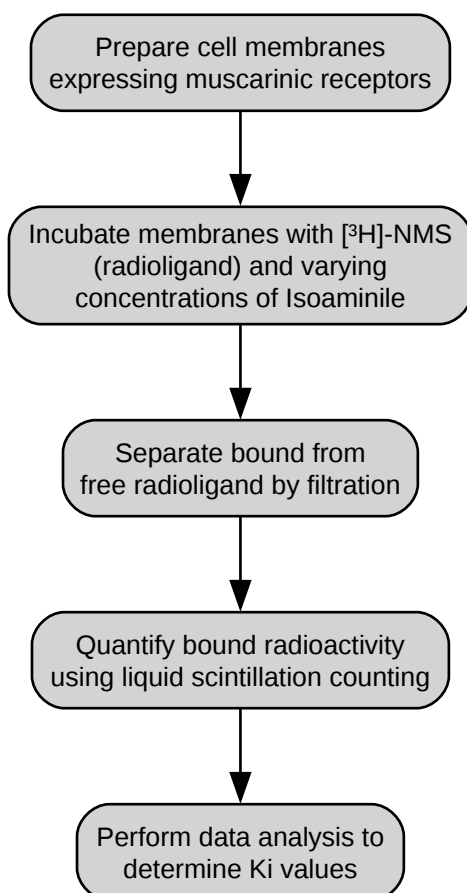 Prepare cell membranes
expressing muscarinic receptors
Incubate membranes with [³H]-NMS
(radioligand) and varying
concentrations of Isoaminile
Separate bound from
free radioligand by filtration
Quantify bound radioactivity
using liquid scintillation counting
Perform data analysis to
determine Ki values